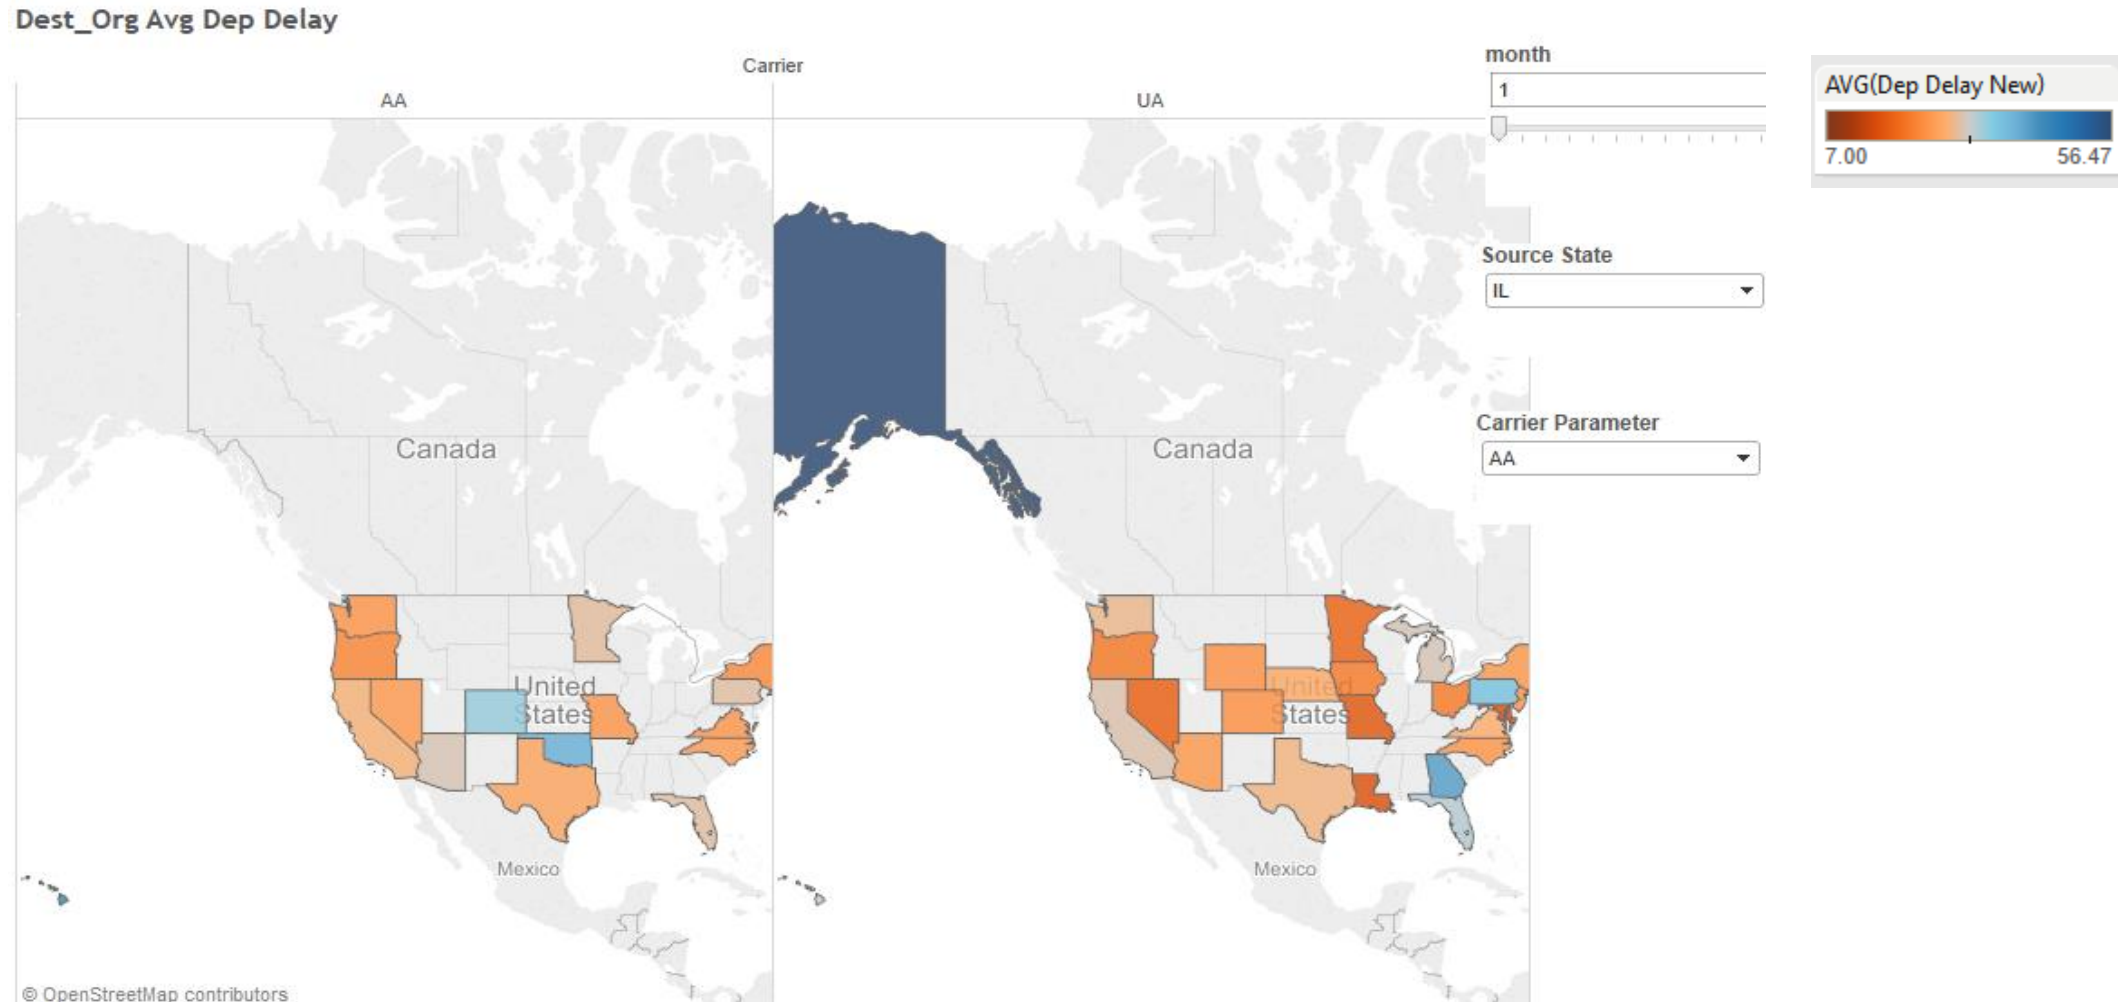 Dest_Org Avg Dep Delay
Carrier
AA
UA
Canada
United
States
Mexico
© OpenStreetMap contributors
Canada
United
States
Mexico
month
1
Source State
IL
Carrier Parameter
AA
AVG(Dep Delay New)
7.00 56.47